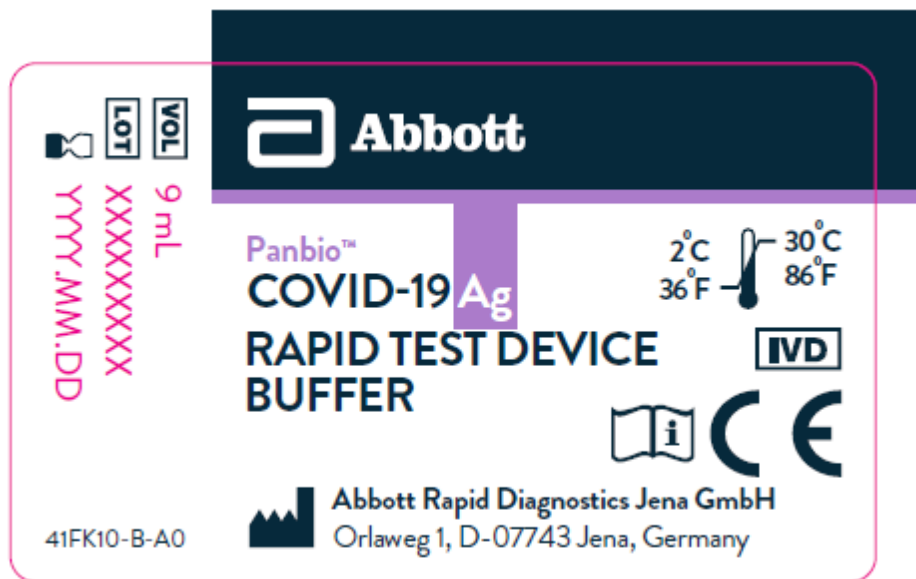 Abbott
VOL 9 mL
LOT XXXXXXXXX
YYYY.MM.DD
Panbio™
COVID-19 Ag
RAPID TEST DEVICE
BUFFER
2°C
36°F
30°C
86°F
IVD
i
CE
Abbott Rapid Diagnostics Jena GmbH
Orlaweg 1, D-07743 Jena, Germany
41FK10-B-A0